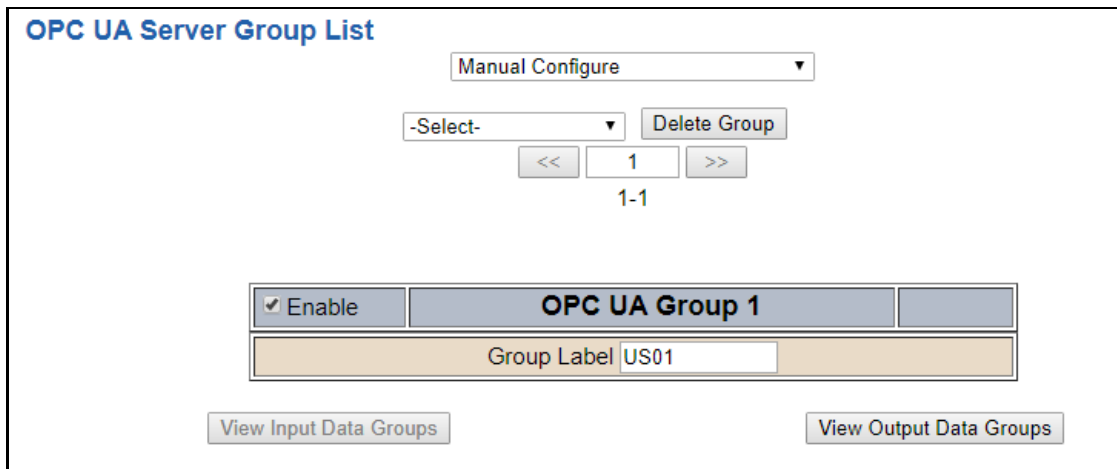 OPC UA Server Group List
Manual Configure
-Select- Delete Group
<< 1 >>
1-1
Enable OPC UA Group 1
Group Label US01
View Input Data Groups View Output Data Groups